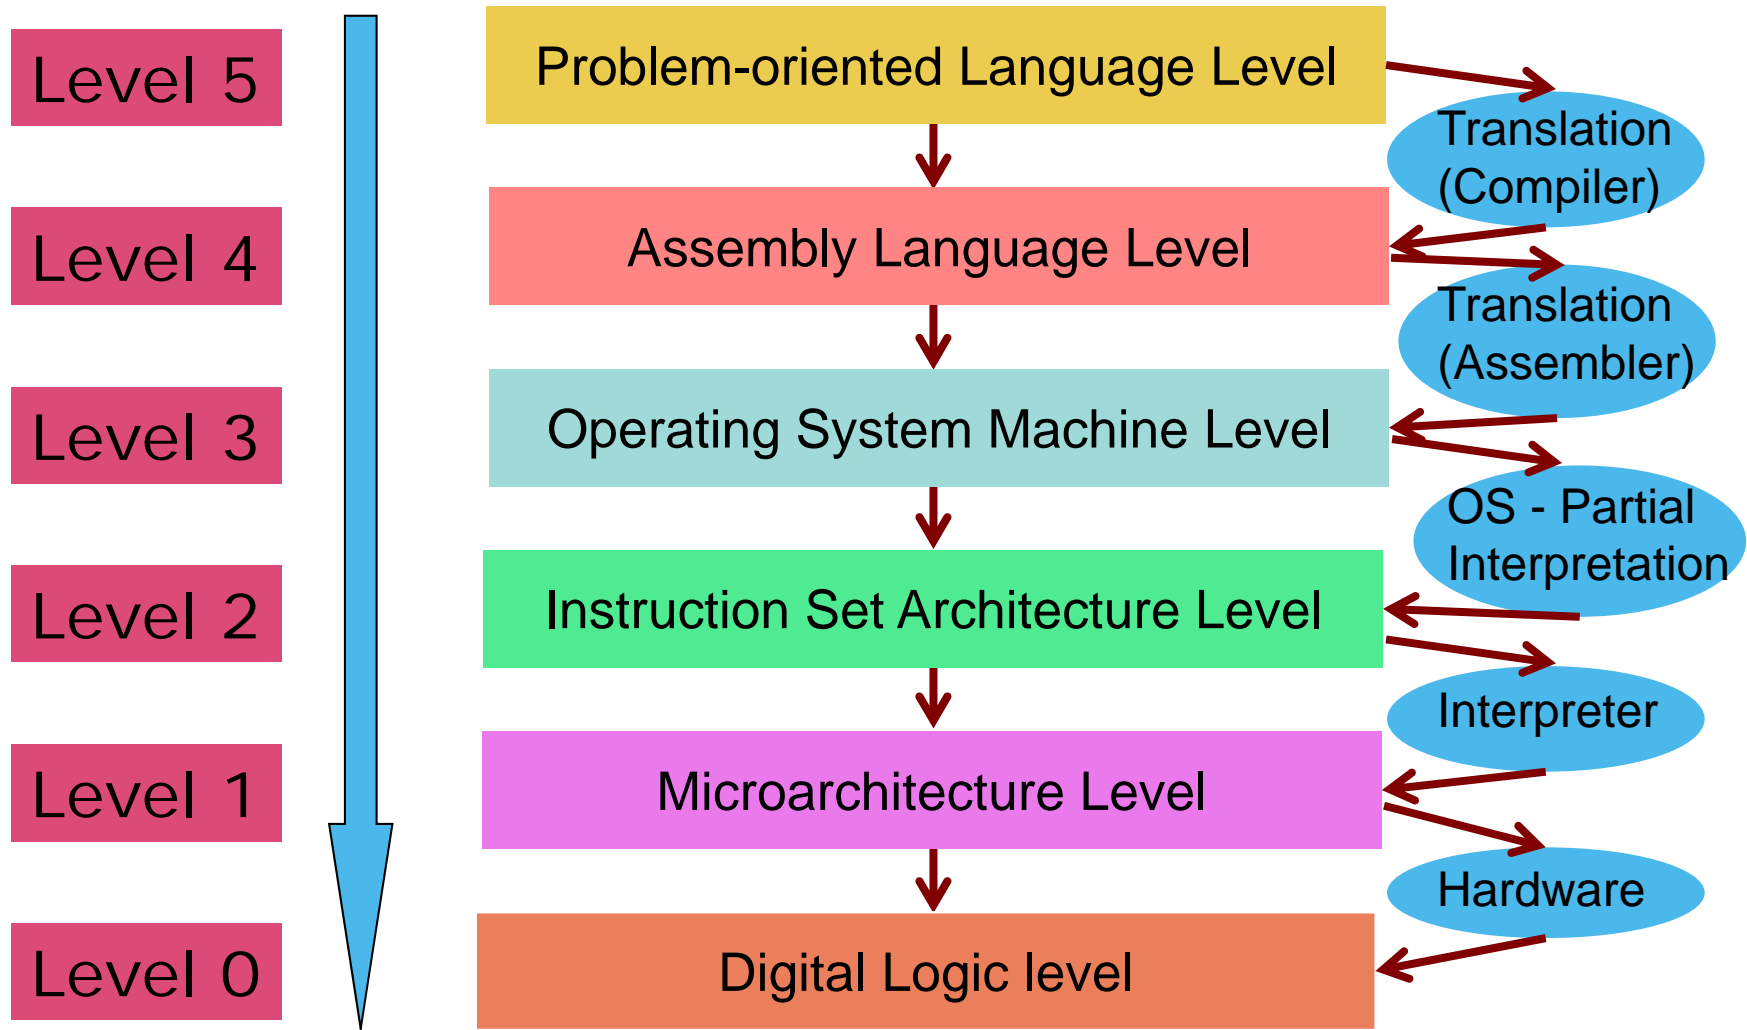 Level 5
Problem-oriented Language Level
Translation
(Compiler)
Level 4
Assembly Language Level
Translation
(Assembler)
Level 3
Operating System Machine Level
OS - Partial
Interpretation
Level 2
Instruction Set Architecture Level
Interpreter
Level 1
Microarchitecture Level
Hardware
Level 0
Digital Logic level